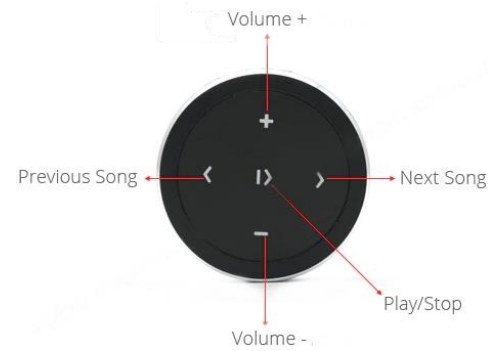 Volume +
Previous Song
Next Song
Play/Stop
Volume -